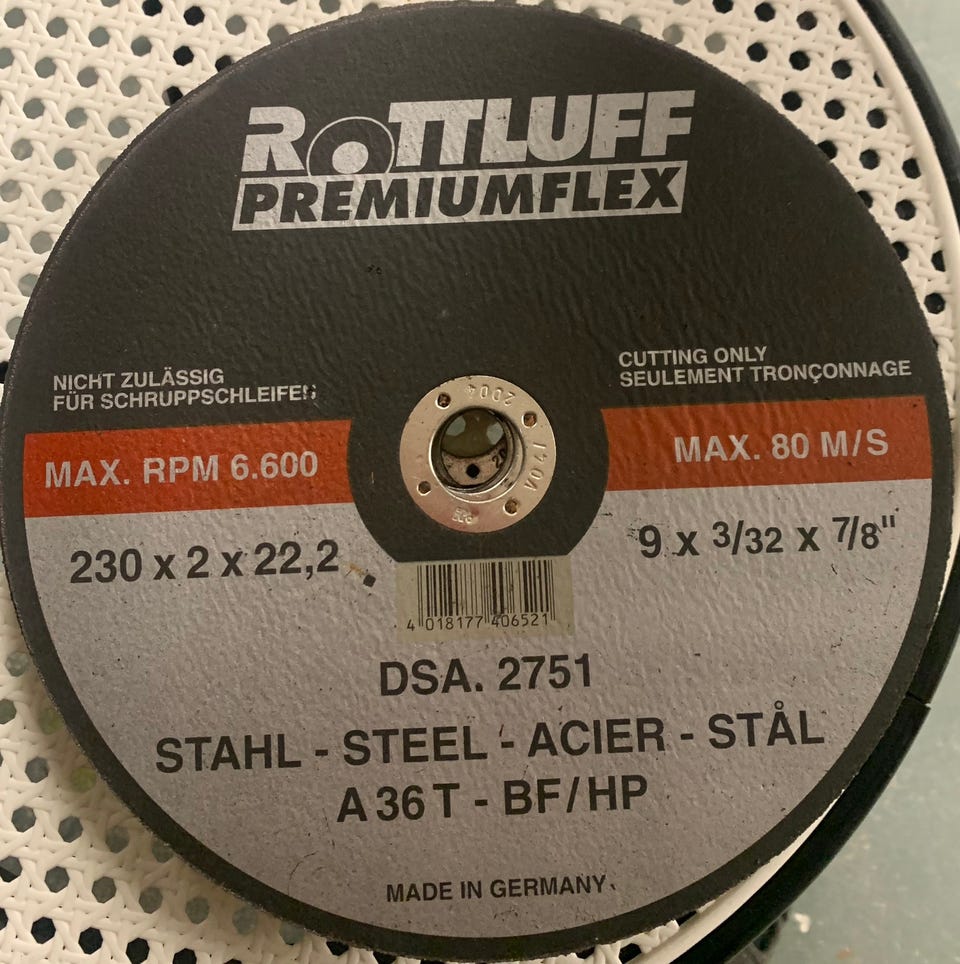 ROTTLUFF
PREMIUMFLEX
NICHT ZULÄSSIG
FÜR SCHRUPPSCHLEIFEN
CUTTING ONLY
SEULEMENT TRONÇONNAGE
MAX. RPM 6.600
MAX. 80 M/S
2004
V04
230 x 2 x 22,2
9 x 3/32 x 7/8"
4 018177 406521
DSA. 2751
STAHL - STEEL - ACIER - STÅL
A 36 T - BF/HP
MADE IN GERMANY